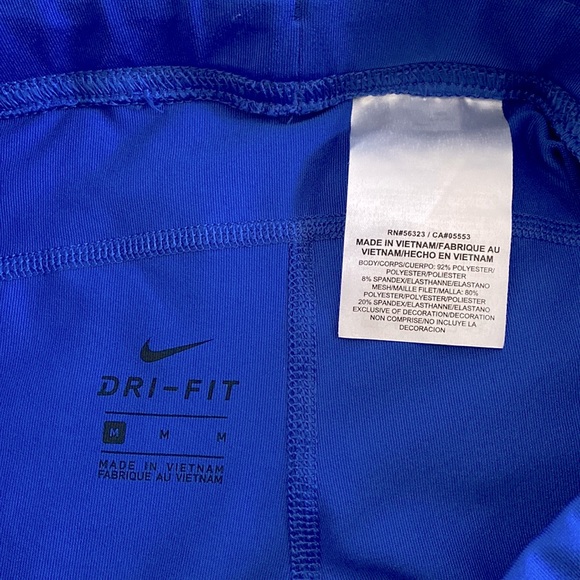 RN#56323 / CA#05553
MADE IN VIETNAM/FABRIQUE AU
VIETNAM/HECHO EN VIETNAM
BODY/CORPS/CUERPO: 92% POLYESTER/
POLYESTER/POLIÉSTER
8% SPANDEX/ELASTHANNE/ELASTANO
MESH/MAILLE FILET/MALLA: 80%
POLYESTER/POLYESTER/POLIÉSTER
20% SPANDEX/ELASTHANNE/ELASTANO
EXCLUSIVE OF DECORATION/DECORATION
NON COMPRISE/NO INCLUYE LA
DECORACION
DRI-FIT
M M M
MADE IN VIETNAM
FABRIQUE AU VIETNAM